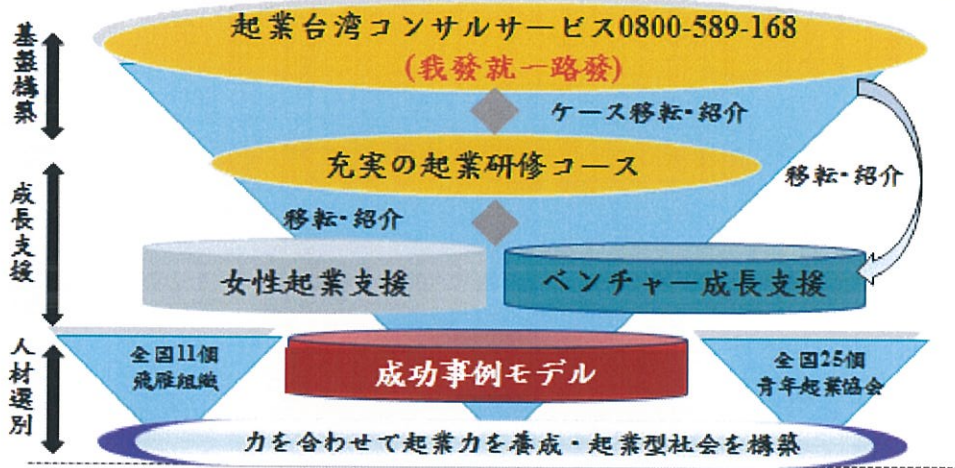 起業台湾コンサルサービス0800-589-168
(我發就一路發)
基盤構築
ケース移転・紹介
充実の起業研修コース
移転・紹介
成長支援
移転・紹介
女性起業支援
ベンチャー成長支援
人材選別
全国11個
飛雁組織
成功事例モデル
全国25個
青年起業協会
力を合わせて起業力を養成・起業型社会を構築